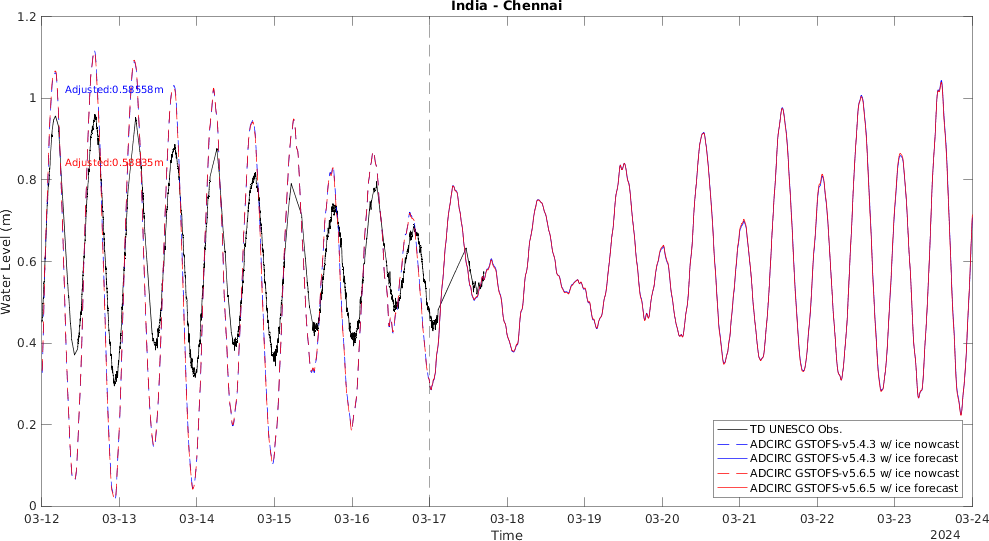 India - Chennai
Water Level (m)
1.2
1
0.8
0.6
0.4
0.2
0
Adjusted:0.58558m
Adjusted:0.58835m
TD UNESCO Obs.
ADCIRC GSTOFS-v5.4.3 w/ ice nowcast
ADCIRC GSTOFS-v5.4.3 w/ ice forecast
ADCIRC GSTOFS-v5.6.5 w/ ice nowcast
ADCIRC GSTOFS-v5.6.5 w/ ice forecast
03-12 03-13 03-14 03-15 03-16 03-17 03-18 03-19 03-20 03-21 03-22 03-23 03-24
Time
2024